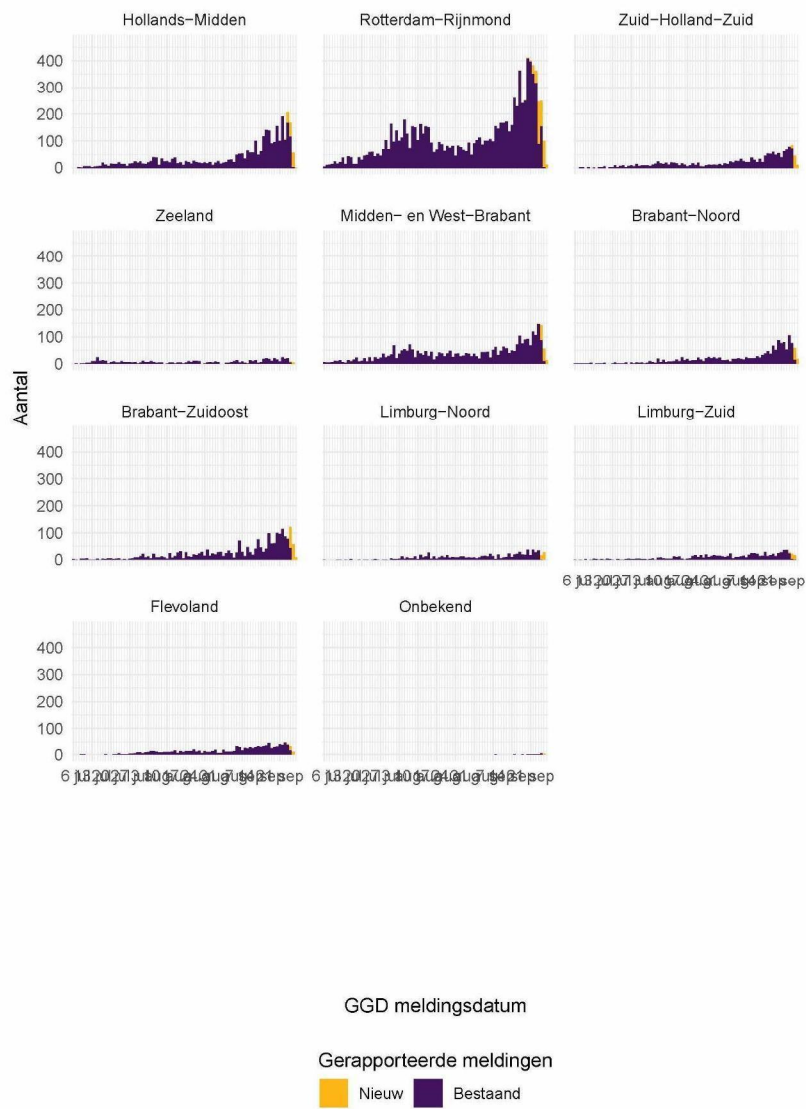 Hollands−Midden
Rotterdam−Rijnmond
Zuid−Holland−Zuid
400
300
200
100
0
Zeeland
Midden− en West−Brabant
Brabant−Noord
400
300
200
100
0
Aantal
Brabant−Zuidoost
Limburg−Noord
Limburg−Zuid
400
300
200
100
0
Flevoland
Onbekend
400
300
200
100
0
GGD meldingsdatum
Gerapporteerde meldingen
Nieuw
Bestaand